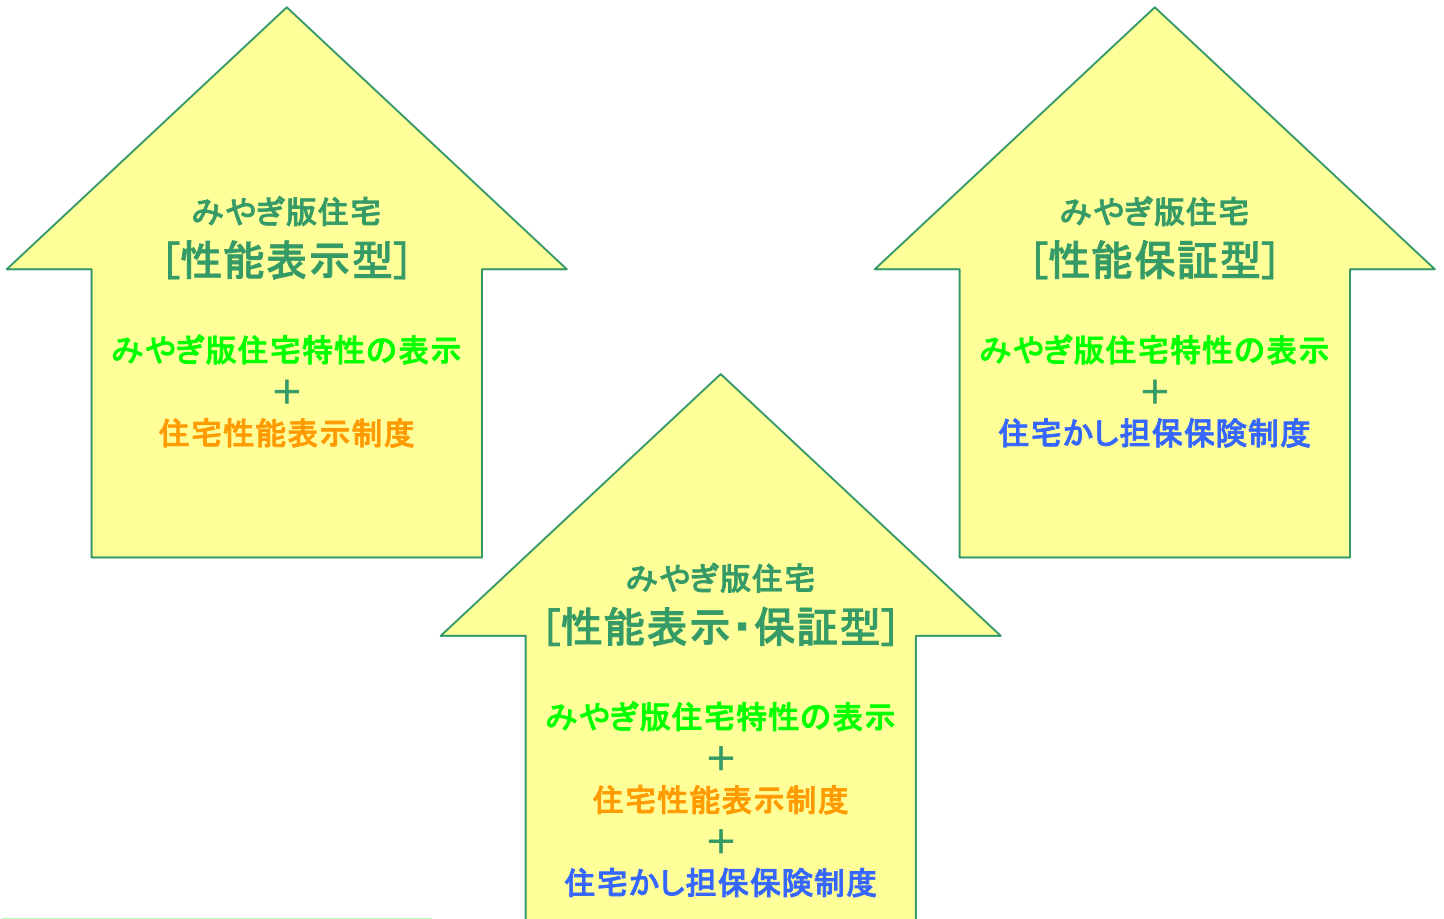 みやぎ版住宅
[性能表示型]
みやぎ版住宅特性の表示
＋
住宅性能表示制度
みやぎ版住宅
[性能保証型]
みやぎ版住宅特性の表示
＋
住宅かし担保保険制度
みやぎ版住宅
[性能表示・保証型]
みやぎ版住宅特性の表示
＋
住宅性能表示制度
＋
住宅かし担保保険制度